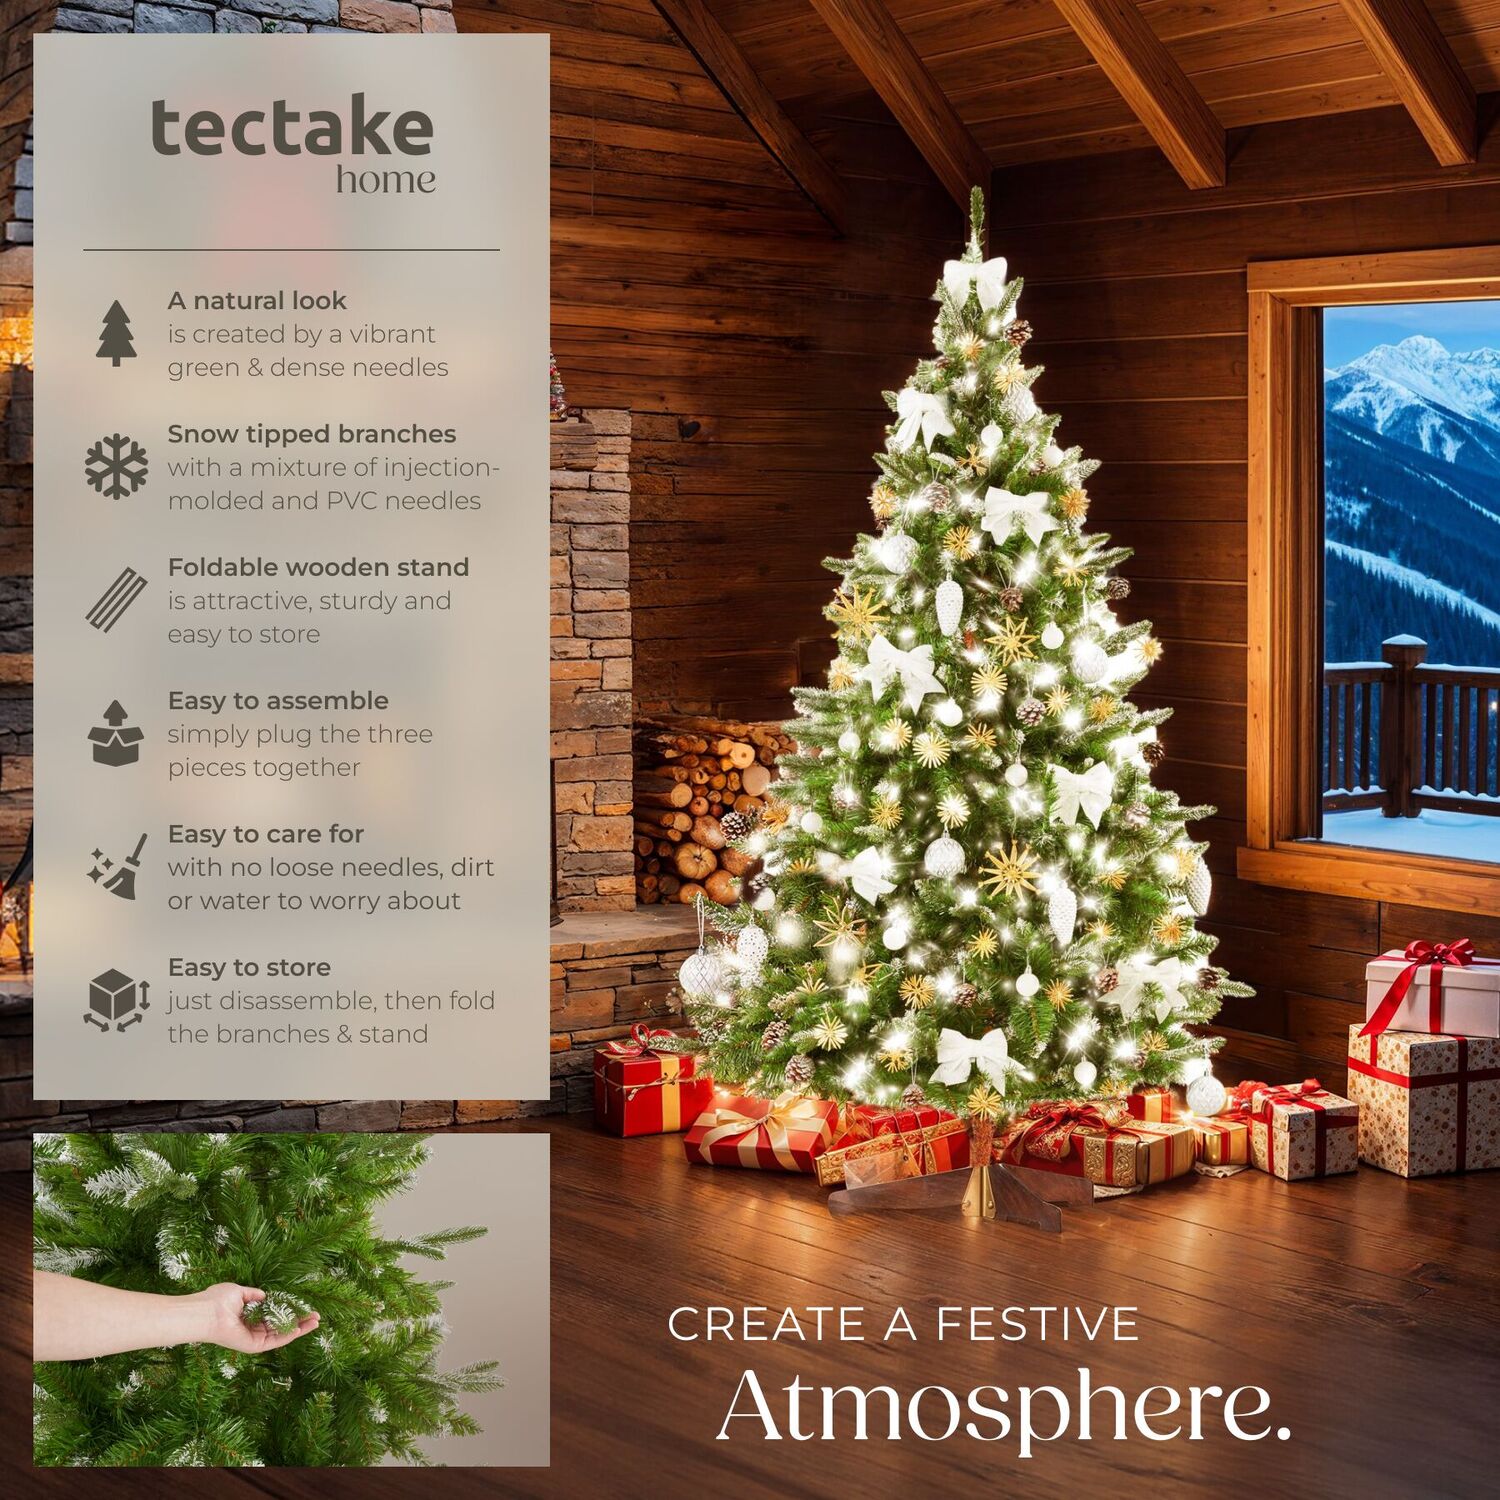 tectake
home
A natural look
is created by a vibrant
green & dense needles
Snow tipped branches
with a mixture of injection-
molded and PVC needles
Foldable wooden stand
is attractive, sturdy and
easy to store
Easy to assemble
simply plug the three
pieces together
Easy to care for
with no loose needles, dirt
or water to worry about
Easy to store
just disassemble, then fold
the branches & stand
CREATE A FESTIVE
Atmosphere.